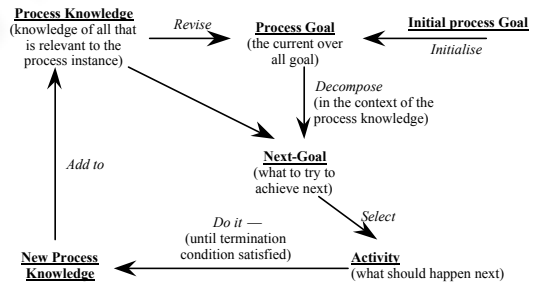 Process Knowledge
(knowledge of all that
is relevant to the
process instance)
Revise
Process Goal
(the current over
all goal)
Initial process Goal
Initialise
Decompose
(in the context of the
process knowledge)
Next-Goal
(what to try to
achieve next)
Add to
Select
Do it —
(until termination
condition satisfied)
New Process
Knowledge
Activity
(what should happen next)